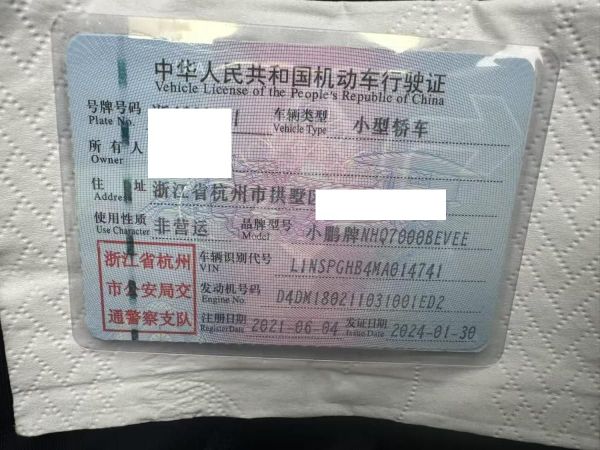 中华人民共和国机动车行驶证
Vehicle License of the People's Republic of China
号牌号码
Plate No.
车辆类型 小型轿车
Vehicle Type
所有人
Owner
住址 浙江省杭州市拱墅区
Address
使用性质 非营运 品牌型号 小鹏牌NHQ7000BEVEE
Use Character Model
浙江省杭州
市公安局交
通警察支队
车辆识别代号 L1NSPGHB4MA014741
VIN
发动机号码 D4DM180211031001ED2
Engine No.
注册日期 2021-06-04 发证日期 2024-01-30
Register Date Issue Date